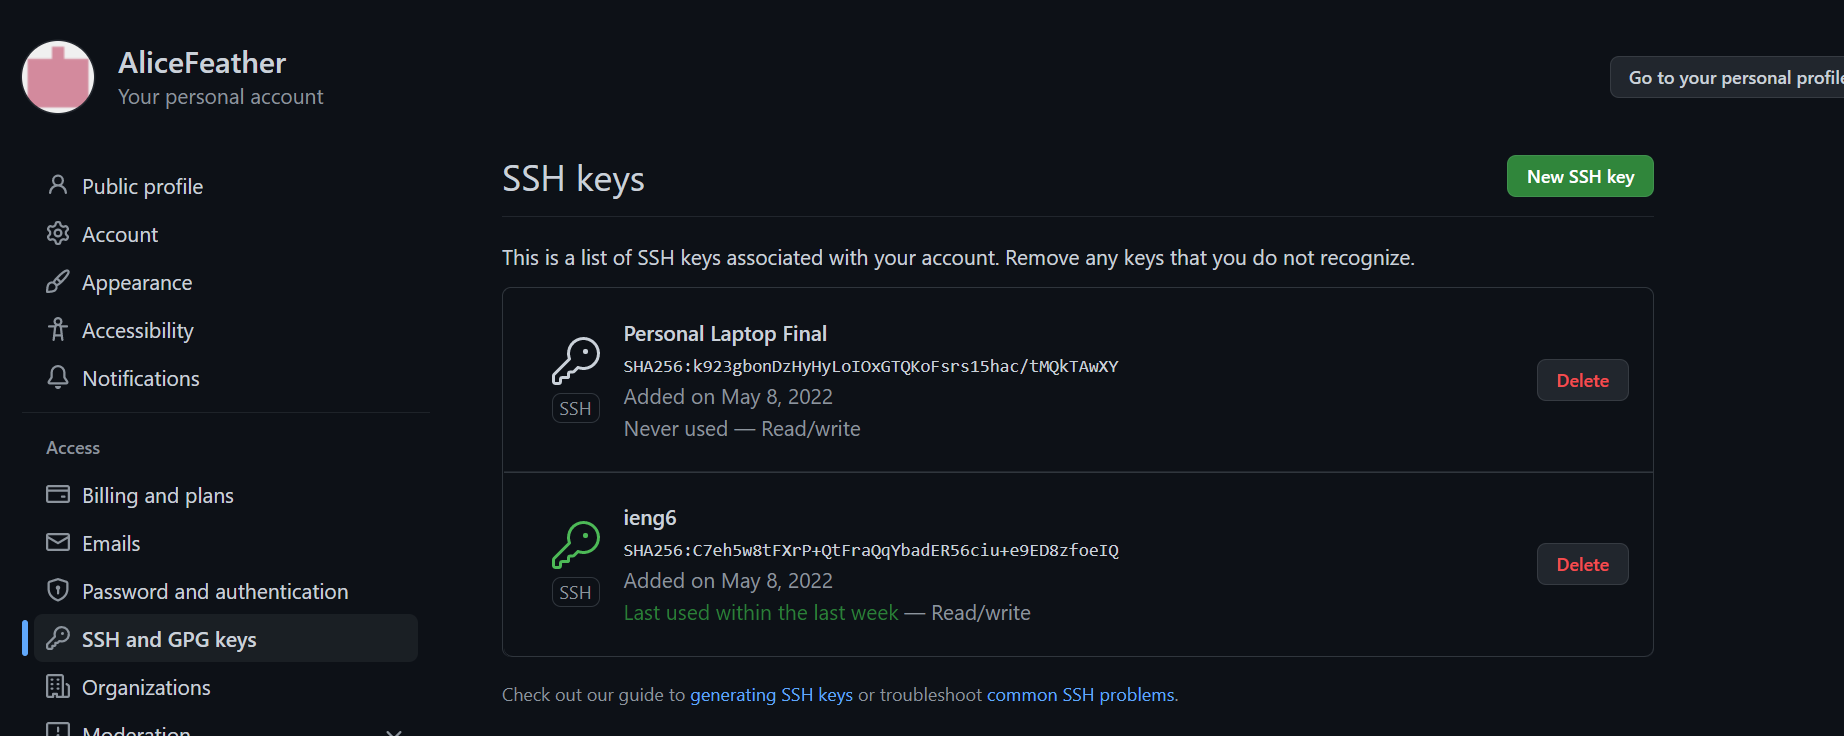 AliceFeather
Your personal account
Go to your personal profile
Public profile
Account
Appearance
Accessibility
Notifications
Access
Billing and plans
Emails
Password and authentication
SSH and GPG keys
Organizations
Moderation
SSH keys
New SSH key
This is a list of SSH keys associated with your account. Remove any keys that you do not recognize.
Personal Laptop Final
SHA256:k923gbonDzHyHyLoIOxGTQKoFsrs15hac/tMQkTAwXY
Added on May 8, 2022
Never used — Read/write
SSH
Delete
ieng6
SHA256:C7eh5w8tFXrP+QtFraQqYbadER56ciu+e9ED8zfoeIQ
Added on May 8, 2022
Last used within the last week — Read/write
SSH
Delete
Check out our guide to generating SSH keys or troubleshoot common SSH problems.